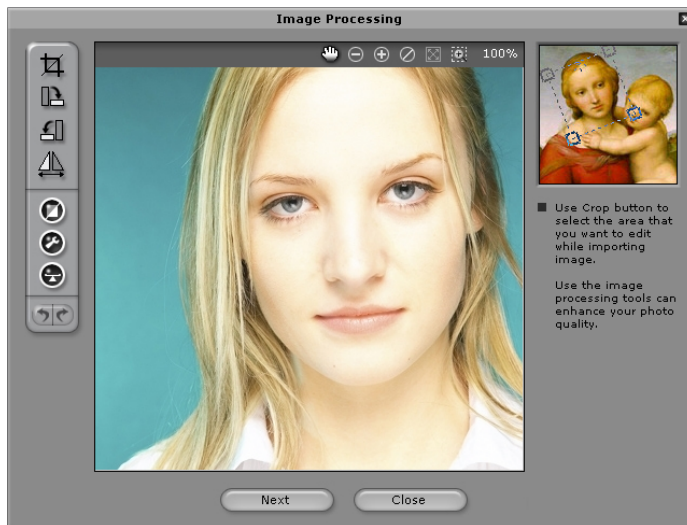 Image Processing
100%
Use Crop button to
select the area that
you want to edit
while importing
image.
Use the image
processing tools can
enhance your photo
quality.
Next
Close